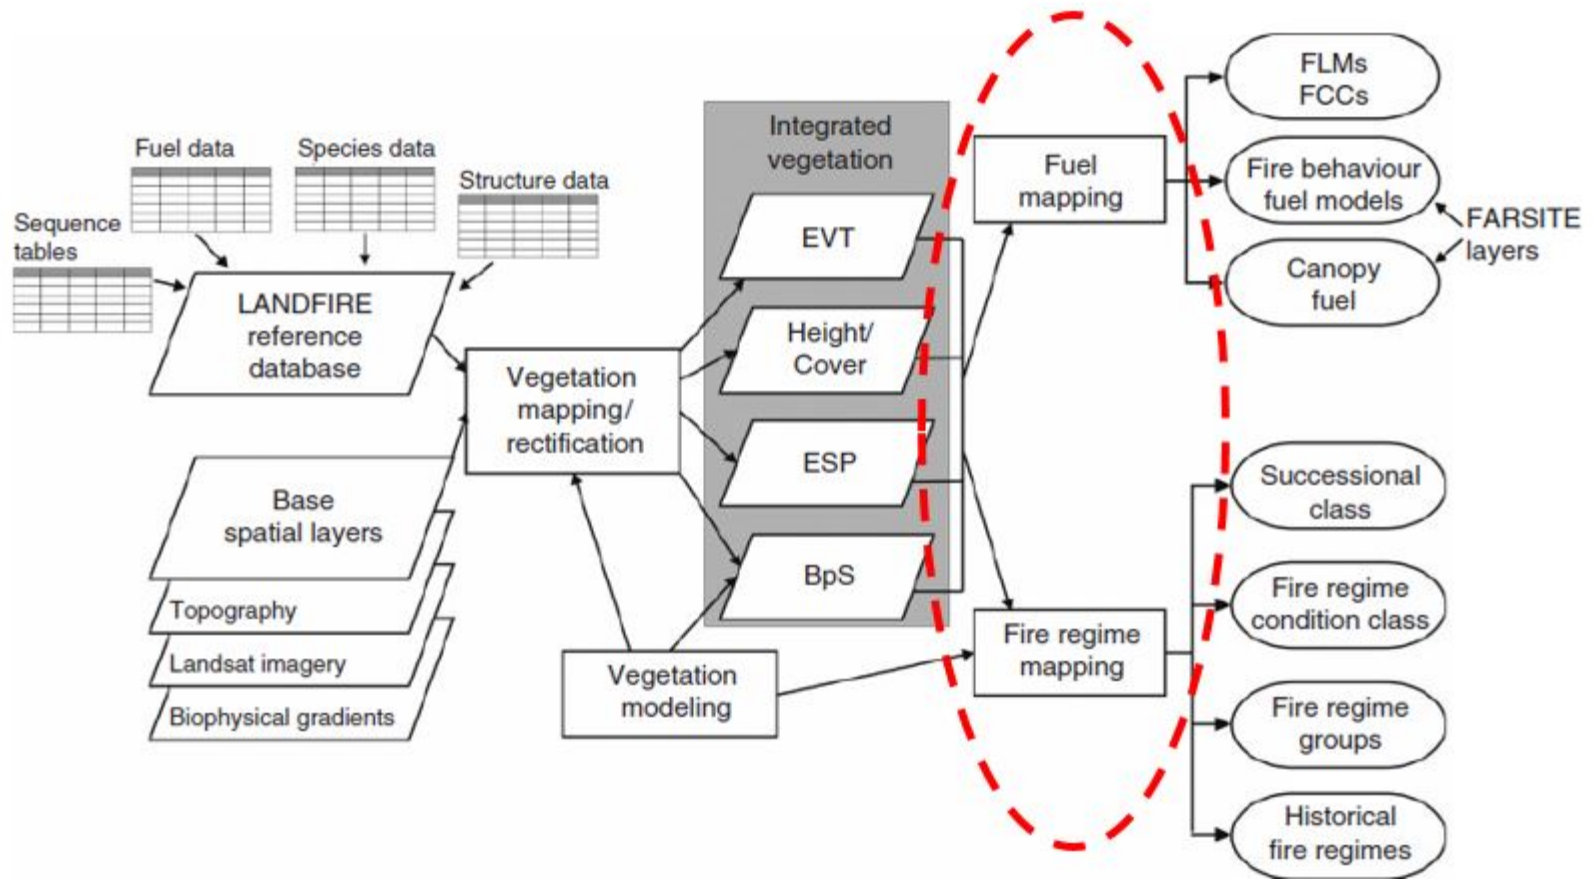 Fuel data
Species data
Structure data
Sequence
tables
LANDFIRE
reference
database
Base
spatial layers
Topography
Landsat imagery
Biophysical gradients
Vegetation
mapping/
rectification
Vegetation
modeling
Integrated
vegetation
EVT
Height/
Cover
ESP
BpS
Fuel
mapping
Fire regime
mapping
FLMs
FCCs
Fire behaviour
fuel models
Canopy
fuel
FARSITE
layers
Successional
class
Fire regime
condition class
Fire regime
groups
Historical
fire regimes